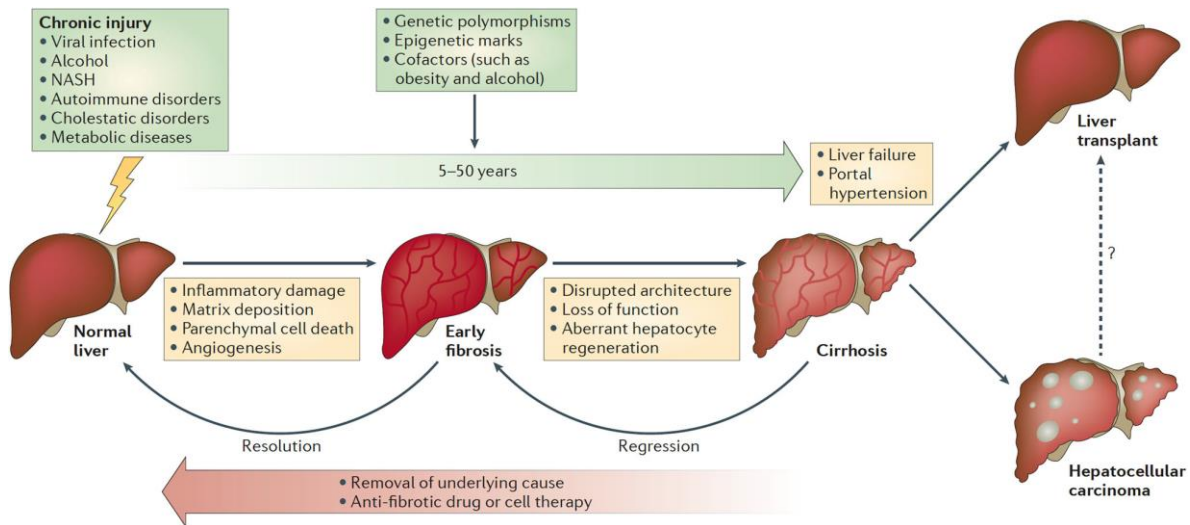 Chronic injury
• Viral infection
• Alcohol
• NASH
• Autoimmune disorders
• Cholestatic disorders
• Metabolic diseases
• Genetic polymorphisms
• Epigenetic marks
• Cofactors (such as
obesity and alcohol)
5–50 years
• Liver failure
• Portal
hypertension
Liver
transplant
?
Normal
liver
• Inflammatory damage
• Matrix deposition
• Parenchymal cell death
• Angiogenesis
Early
fibrosis
• Disrupted architecture
• Loss of function
• Aberrant hepatocyte
regeneration
Cirrhosis
Hepatocellular
carcinoma
Resolution
Regression
• Removal of underlying cause
• Anti-fibrotic drug or cell therapy